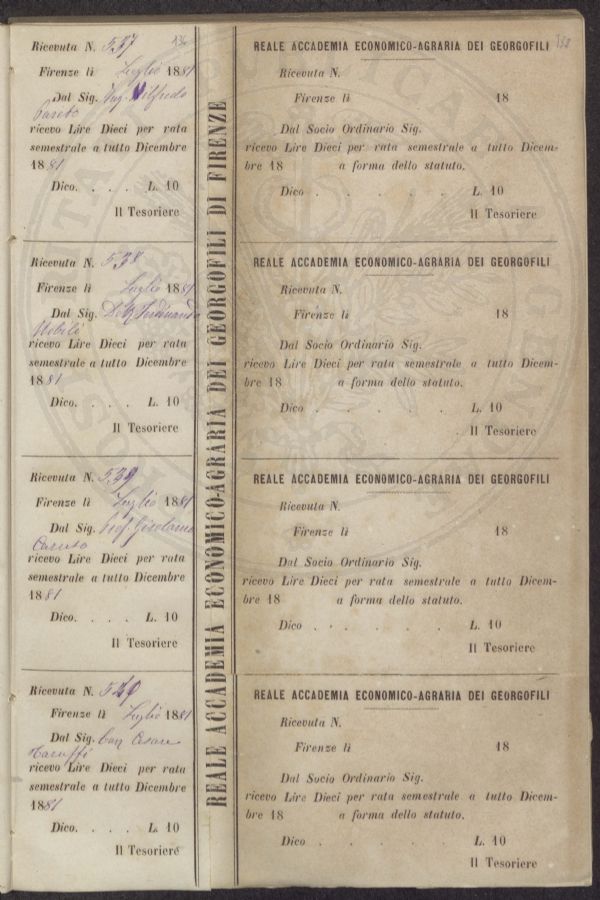 136
Ricevuta N. 537
Firenze li Luglio 1881
Dal Sig. Ing. Vilfredo
Pareto
ricevo Lire Dieci per rata
semestrale a tutto Dicembre
1881
Dico. . . . L. 10
Il Tesoriere
Ricevuta N. 538
Firenze li Luglio 1881
Dal Sig. Ferdinando
Nobili
ricevo Lire Dieci per rata
semestrale a tutto Dicembre
1881
Dico. . . . L. 10
Il Tesoriere
Ricevuta N. 539
Firenze li Luglio 1881
Dal Sig. Prof. Girolamo
Caruso
ricevo Lire Dieci per rata
semestrale a tutto Dicembre
1881
Dico. . . . L. 10
Il Tesoriere
Ricevuta N. 540
Firenze li Luglio 1881
Dal Sig. Cav. Cesare
Taruffi
ricevo Lire Dieci per rata
semestrale a tutto Dicembre
1881
Dico. . . . L. 10
Il Tesoriere
REALE ACCADEMIA ECONOMICO-AGRARIA DEI GEORGOFILI DI FIRENZE
REALE ACCADEMIA ECONOMICO-AGRARIA DEI GEORGOFILI
Ricevuta N.
Firenze li 18
Dal Socio Ordinario Sig.
ricevo Lire Dieci per rata semestrale a tutto Dicem-
bre 18 a forma dello statuto.
Dico . . . . . L. 10
Il Tesoriere
REALE ACCADEMIA ECONOMICO-AGRARIA DEI GEORGOFILI
Ricevuta N.
Firenze li 18
Dal Socio Ordinario Sig.
ricevo Lire Dieci per rata semestrale a tutto Dicem-
bre 18 a forma dello statuto.
Dico . . . . . L. 10
Il Tesoriere
REALE ACCADEMIA ECONOMICO-AGRARIA DEI GEORGOFILI
Ricevuta N.
Firenze li 18
Dal Socio Ordinario Sig.
ricevo Lire Dieci per rata semestrale a tutto Dicem-
bre 18 a forma dello statuto.
Dico . . . . . L. 10
Il Tesoriere
REALE ACCADEMIA ECONOMICO-AGRARIA DEI GEORGOFILI
Ricevuta N.
Firenze li 18
Dal Socio Ordinario Sig.
ricevo Lire Dieci per rata semestrale a tutto Dicem-
bre 18 a forma dello statuto.
Dico . . . . . L. 10
Il Tesoriere